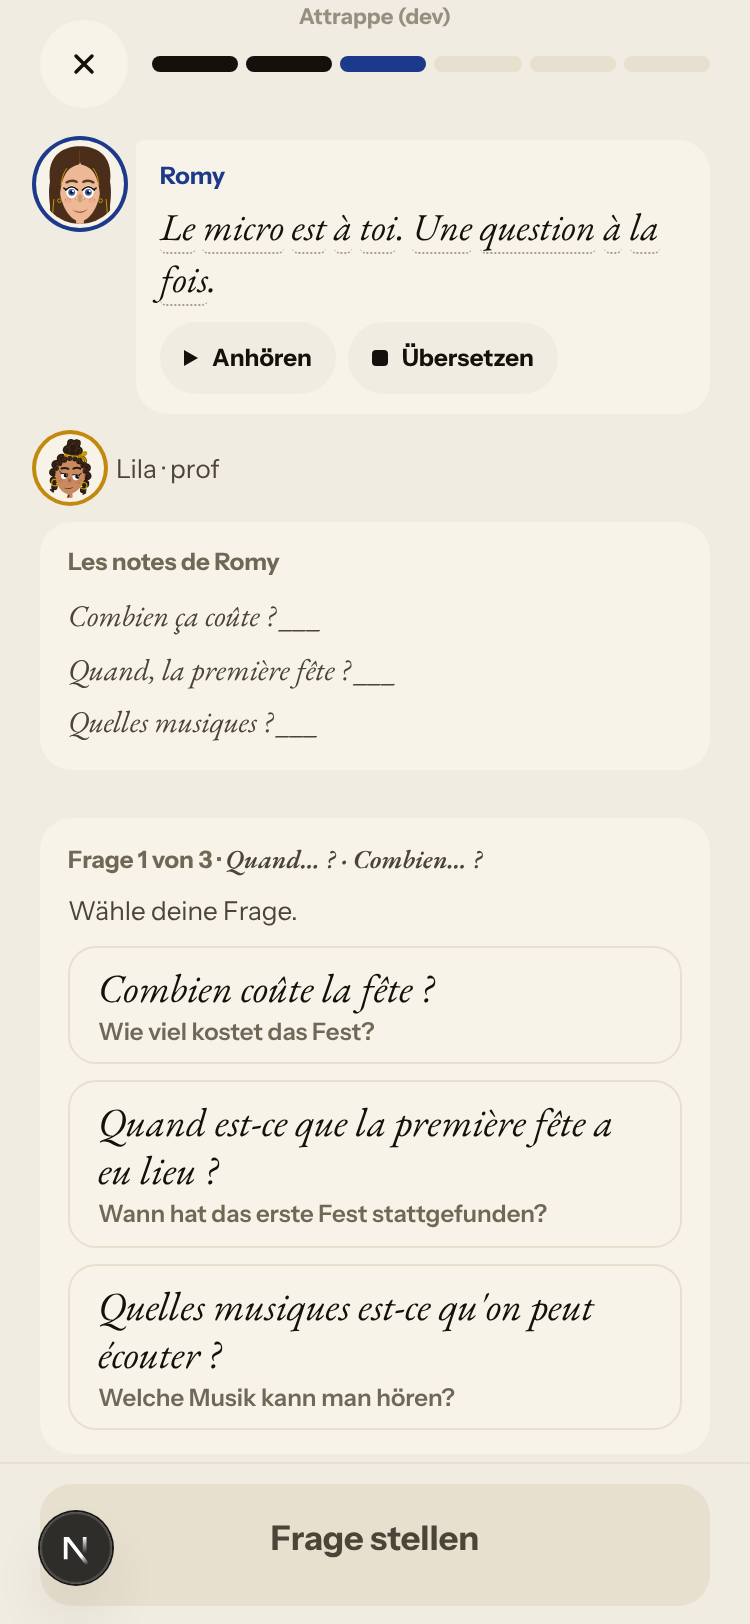 Attrappe (dev)
Romy
Le micro est à toi. Une question à la
fois.
Anhören
Übersetzen
Lila · prof
Les notes de Romy
Combien ça coûte ?___
Quand, la première fête ?___
Quelles musiques ?___
Frage 1 von 3 · Quand... ? · Combien... ?
Wähle deine Frage.
Combien coûte la fête ?
Wie viel kostet das Fest?
Quand est-ce que la première fête a
eu lieu ?
Wann hat das erste Fest stattgefunden?
Quelles musiques est-ce qu'on peut
écouter ?
Welche Musik kann man hören?
Frage stellen
N